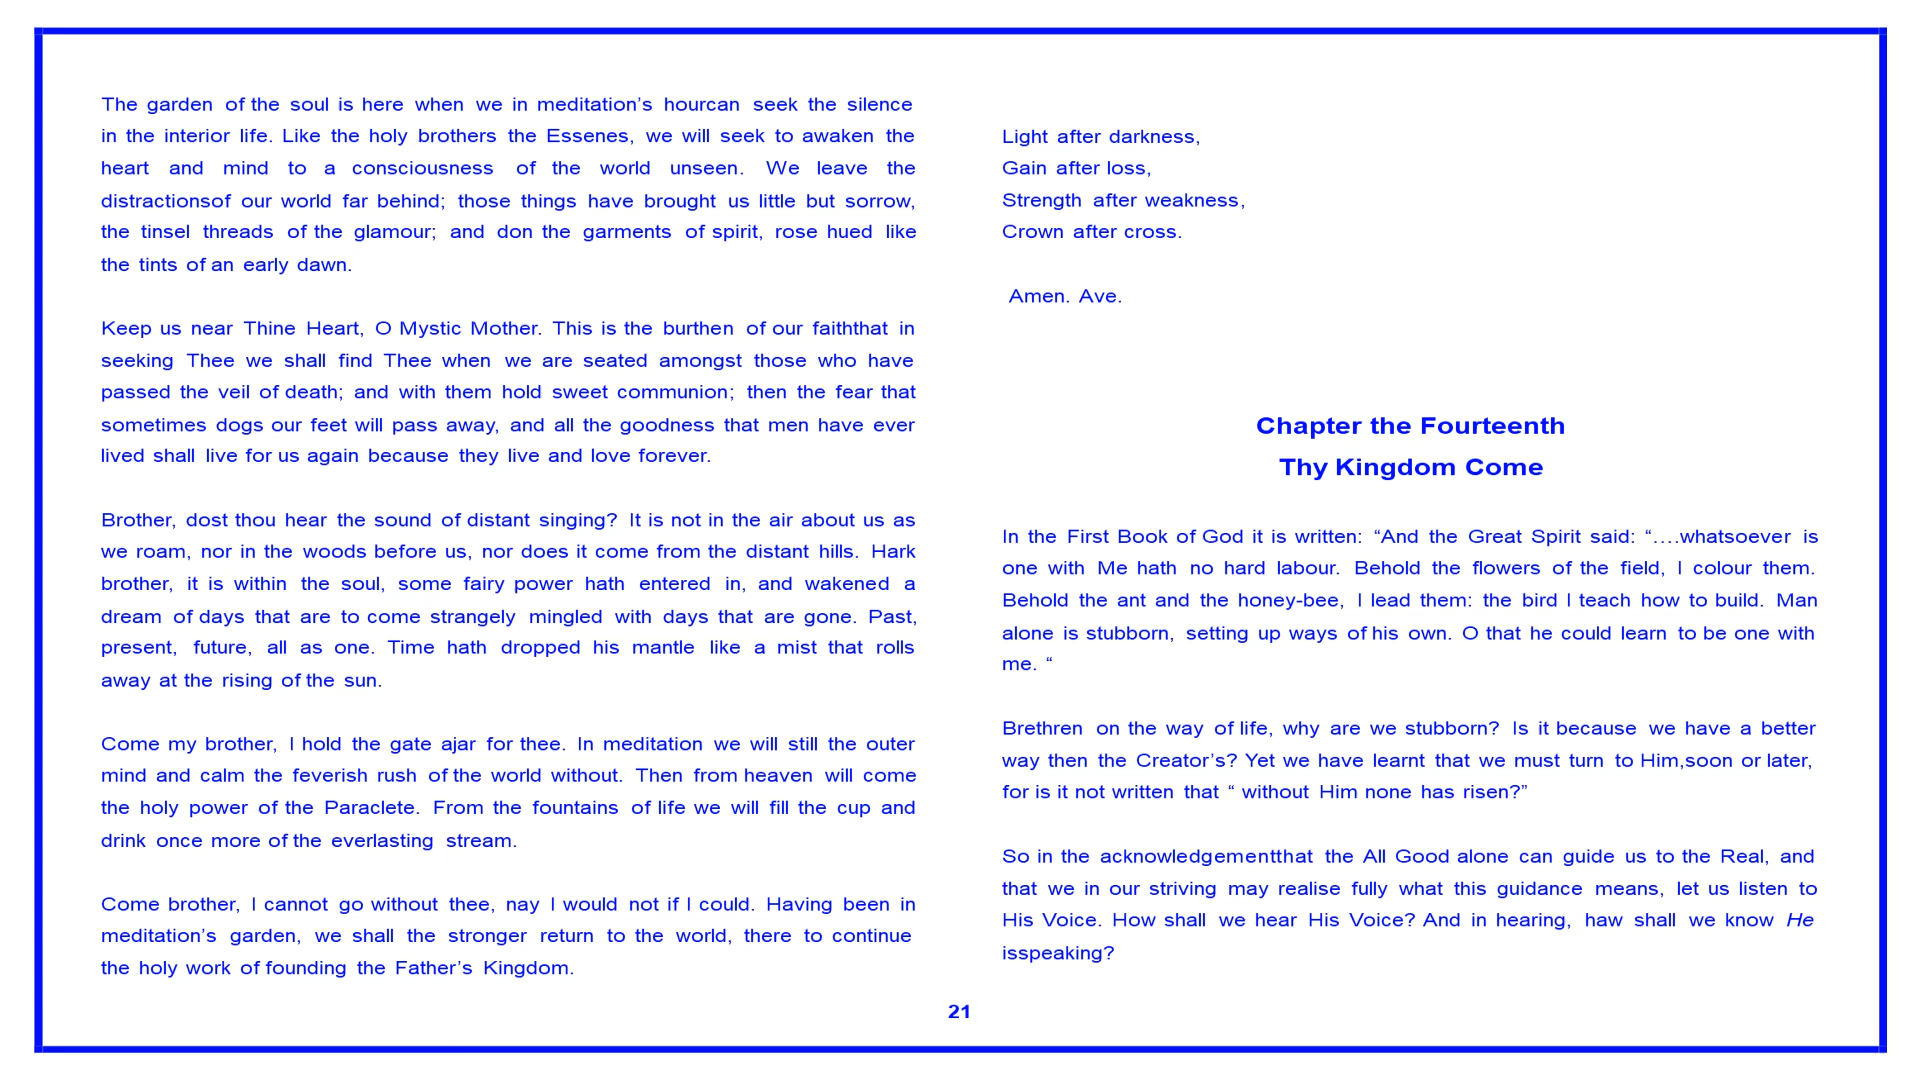 The garden of the soul is here when we in meditation’s hourcan seek the silence
in the interior life. Like the holy brothers the Essenes, we will seek to awaken the
heart and mind to a consciousness of the world unseen. We leave the
distractionsof our world far behind; those things have brought us little but sorrow,
the tinsel threads of the glamour; and don the garments of spirit, rose hued like
the tints of an early dawn.
Keep us near Thine Heart, O Mystic Mother. This is the burthen of our faiththat in
seeking Thee we shall find Thee when we are seated amongst those who have
passed the veil of death; and with them hold sweet communion; then the fear that
sometimes dogs our feet will pass away, and all the goodness that men have ever
lived shall live for us again because they live and love forever.
Brother, dost thou hear the sound of distant singing? It is not in the air about us as
we roam, nor in the woods before us, nor does it come from the distant hills. Hark
brother, it is within the soul, some fairy power hath entered in, and wakened a
dream of days that are to come strangely mingled with days that are gone. Past,
present, future, all as one. Time hath dropped his mantle like a mist that rolls
away at the rising of the sun.
Come my brother, I hold the gate ajar for thee. In meditation we will still the outer
mind and calm the feverish rush of the world without. Then from heaven will come
the holy power of the Paraclete. From the fountains of life we will fill the cup and
drink once more of the everlasting stream.
Come brother, I cannot go without thee, nay I would not if I could. Having been in
meditation’s garden, we shall the stronger return to the world, there to continue
the holy work of founding the Father’s Kingdom.
Light after darkness,
Gain after loss,
Strength after weakness,
Crown after cross.
Amen. Ave.
Chapter the Fourteenth
Thy Kingdom Come
In the First Book of God it is written: “And the Great Spirit said: “….whatsoever is
one with Me hath no hard labour. Behold the flowers of the field, I colour them.
Behold the ant and the honey-bee, I lead them: the bird I teach how to build. Man
alone is stubborn, setting up ways of his own. O that he could learn to be one with
me. “
Brethren on the way of life, why are we stubborn? Is it because we have a better
way then the Creator’s? Yet we have learnt that we must turn to Him,soon or later,
for is it not written that “ without Him none has risen?”
So in the acknowledgementthat the All Good alone can guide us to the Real, and
that we in our striving may realise fully what this guidance means, let us listen to
His Voice. How shall we hear His Voice? And in hearing, haw shall we know He
isspeaking?
21